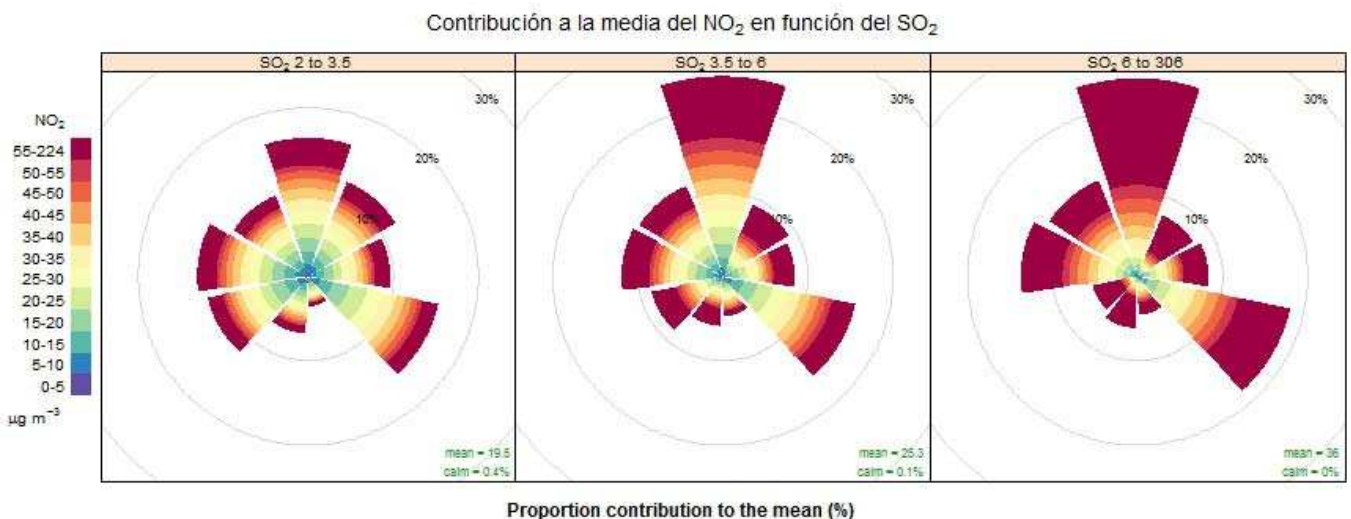 Contribución a la media del NO₂ en función del SO₂
SO₂ 2 to 3.5
SO₂ 3.5 to 6
SO₂ 6 to 306
NO₂
55-224
50-55
45-50
40-45
35-40
30-35
25-30
20-25
15-20
10-15
5-10
0-5
µg m⁻³
30%
20%
10%
mean = 19.5
calm = 0.4%
30%
20%
10%
mean = 25.3
calm = 0.1%
30%
20%
10%
mean = 36
calm = 0%
Proportion contribution to the mean (%)